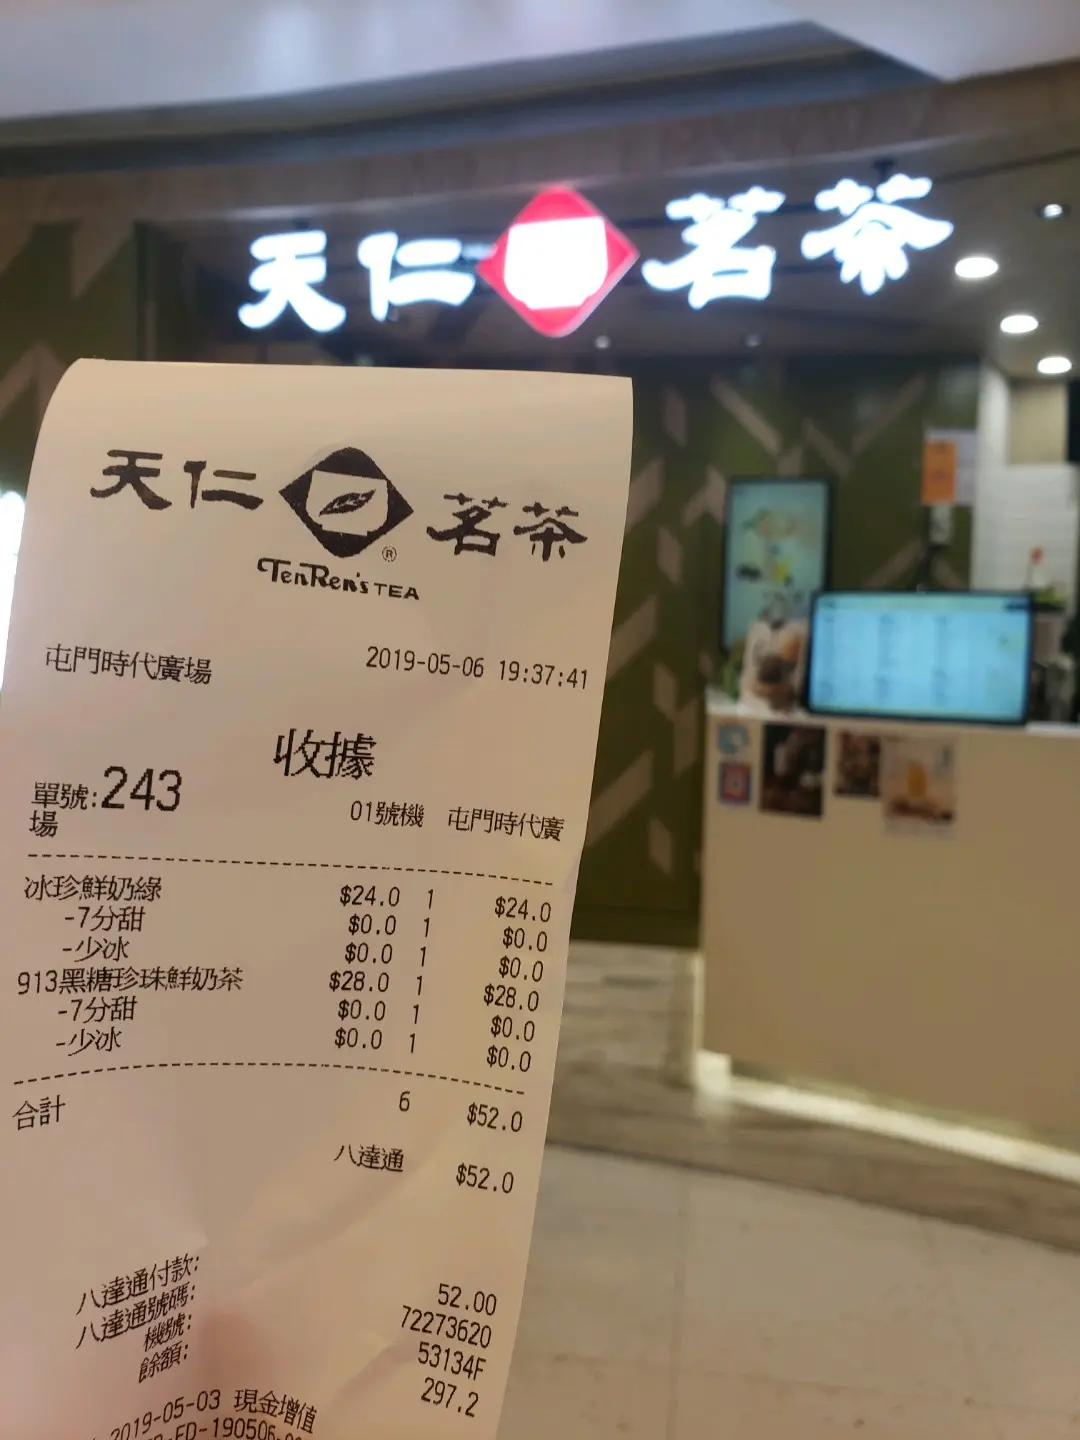 天仁茗茶
天仁茗茶
®
TenRen's TEA
屯門時代廣場 2019-05-06 19:37:41
收據
單號:243 01號機 屯門時代廣
場
冰珍鮮奶綠 $24.0 1 $24.0
-7分甜 $0.0 1 $0.0
-少冰 $0.0 1 $0.0
913黑糖珍珠鮮奶茶 $28.0 1 $28.0
-7分甜 $0.0 1 $0.0
-少冰 $0.0 1 $0.0
合計 6 $52.0
八達通 $52.0
八達通付款: 52.00
八達通號碼: 72273620
機號: 53134F
餘額: 297.2
2019-05-03 現金增值